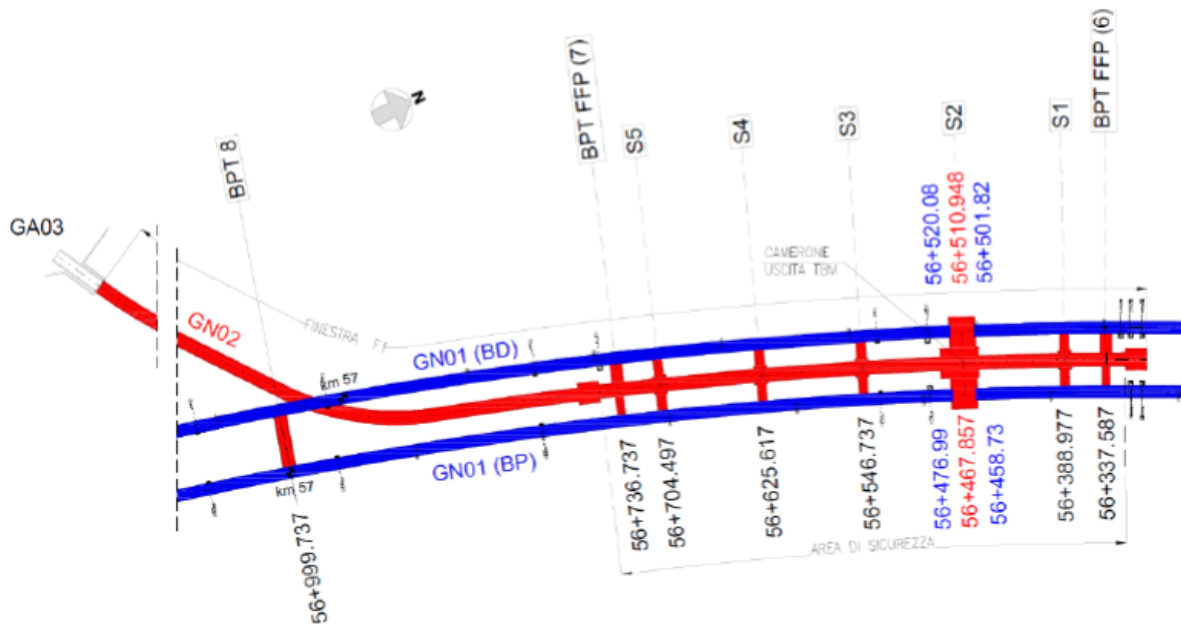 N
BPT FFP (7)
BPT FFP (6)
S5
S4
S3
S2
S1
BPT 8
GA03
56+520.08
56+510.948
56+501.82
CAMERONE
USCITA TBM
FINESTRA F1
GN02
GN01 (BD)
km 57
GN01 (BP)
km 57
56+999.737
56+736.737
56+704.497
56+625.617
56+546.737
56+476.99
56+467.857
56+458.73
56+388.977
56+337.587
AREA DI SICUREZZA